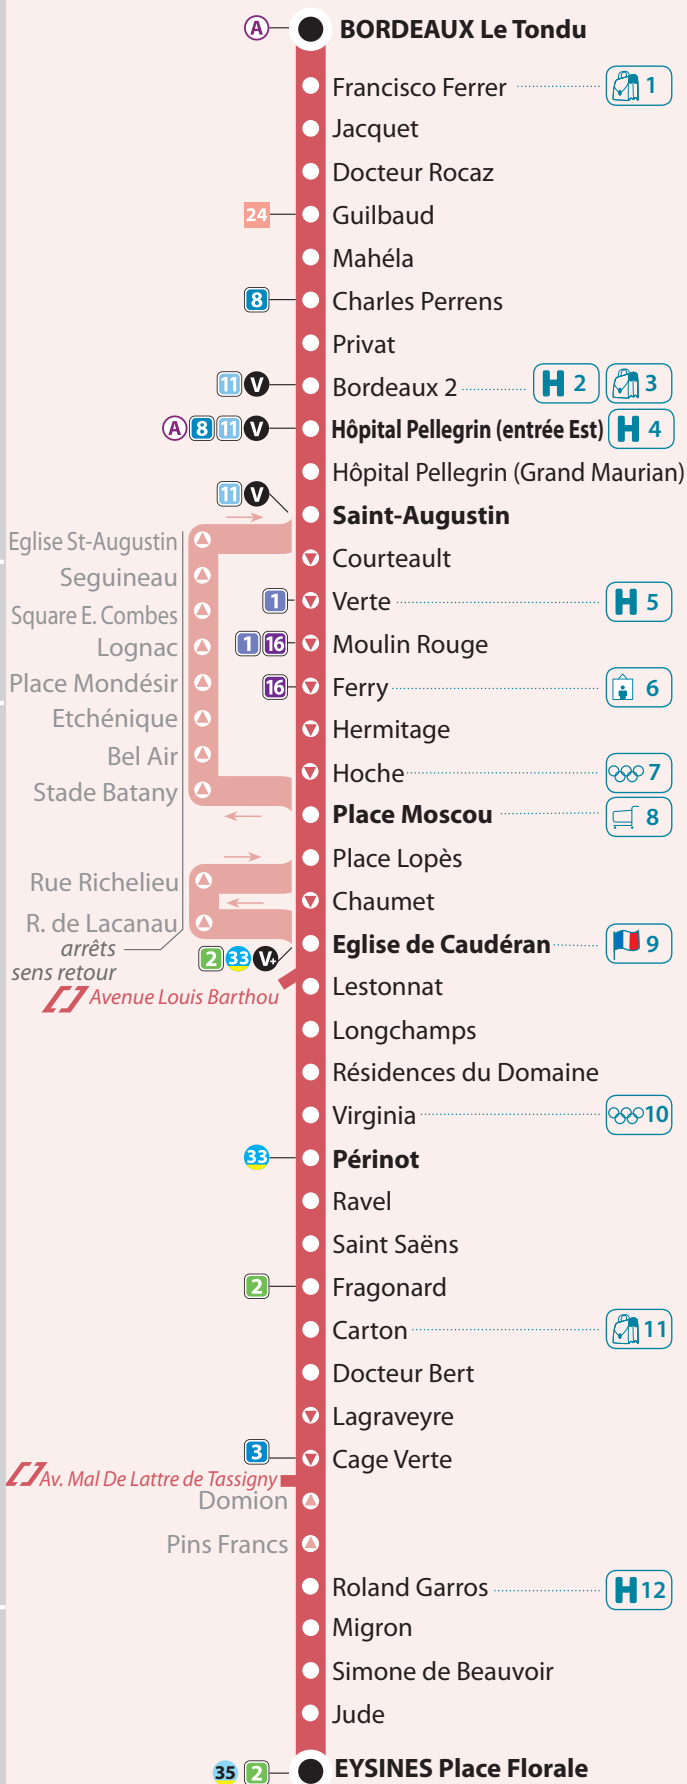 A BORDEAUX Le Tondu
Francisco Ferrer 1
Jacquet
Docteur Rocaz
24 Guilbaud
Mahéla
8 Charles Perrens
Privat
11 V Bordeaux 2 H 2 3
A 8 11 V Hôpital Pellegrin (entrée Est) H 4
Hôpital Pellegrin (Grand Maurian)
11 V Saint-Augustin
Eglise St-Augustin
Courteault
Seguineau
1 Verte H 5
Square E. Combes
Lognac
1 16 Moulin Rouge
Place Mondésir
16 Ferry 6
Etchénique
Hermitage
Bel Air
Hoche 7
Stade Batany
Place Moscou 8
Place Lopès
Rue Richelieu
Chaumet
R. de Lacanau
arrêts
sens retour
2 33 V+ Eglise de Caudéran 9
Avenue Louis Barthou
Lestonnat
Longchamps
Résidences du Domaine
Virginia 10
33 Périnot
Ravel
Saint Saëns
2 Fragonard
Carton 11
Docteur Bert
Lagraveyre
3 Cage Verte
Av. Mal De Lattre de Tassigny
Domion
Pins Francs
Roland Garros H 12
Migron
Simone de Beauvoir
Jude
35 2 EYSINES Place Florale